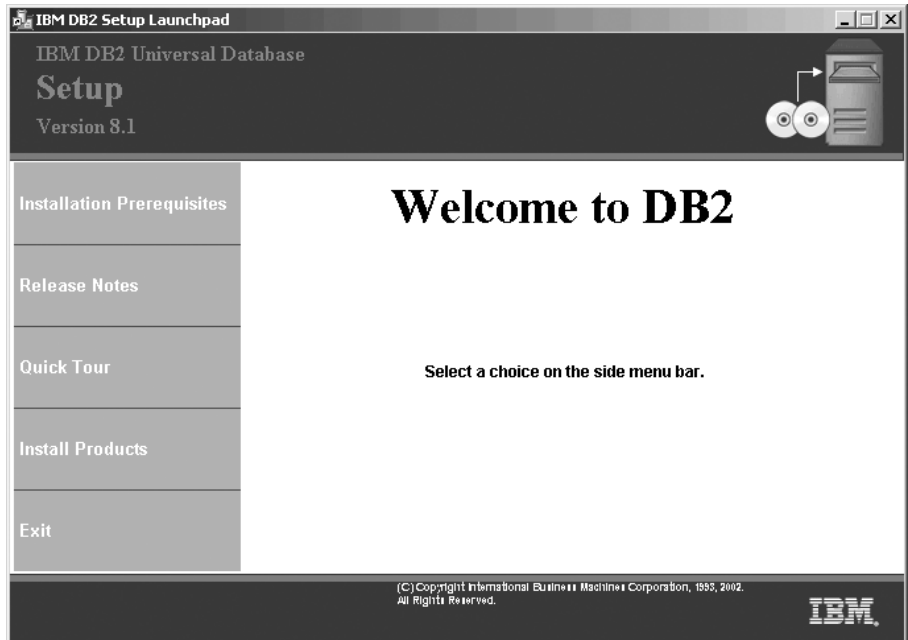 IBM DB2 Setup Launchpad
IBM DB2 Universal Database
Setup
Version 8.1
Installation Prerequisites
Release Notes
Quick Tour
Install Products
Exit
Welcome to DB2
Select a choice on the side menu bar.
(C) Copyright International Business Machines Corporation, 1993, 2002.
All Rights Reserved.
IBM.